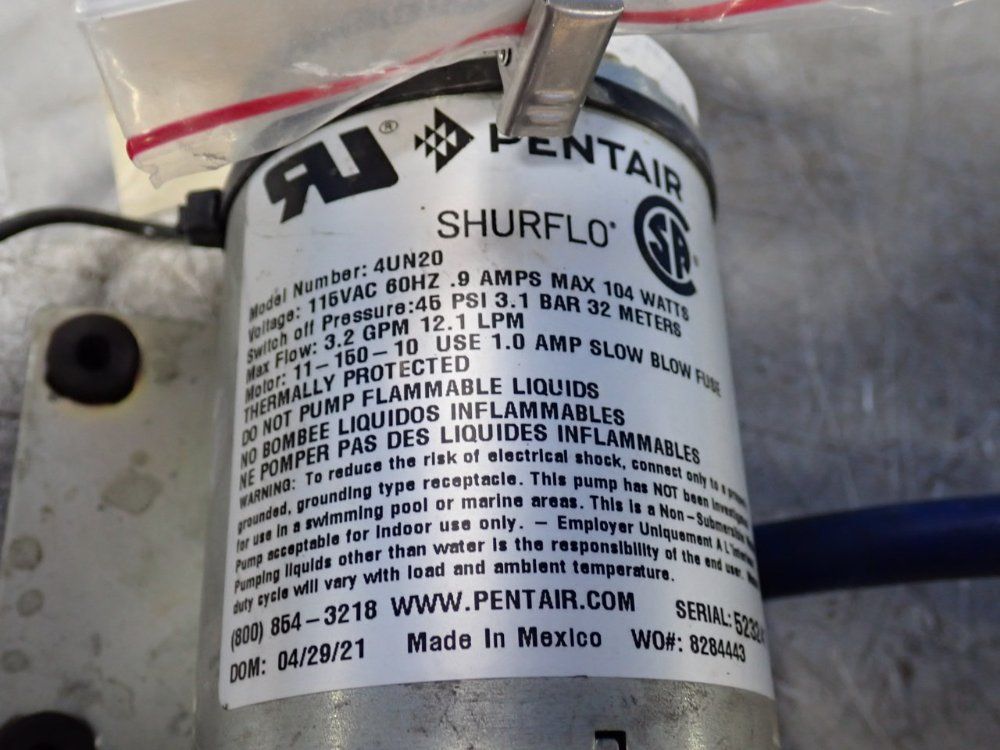 RU®
PENTAIR
SHURFLO®
SA®
Model Number: 4UN20
Voltage: 115VAC 60HZ .9 AMPS MAX 104 WATTS
Switch off Pressure:45 PSI 3.1 BAR 32 METERS
Max Flow: 3.2 GPM 12.1 LPM
Motor: 11-150-10 USE 1.0 AMP SLOW BLOW FUSE
THERMALLY PROTECTED
DO NOT PUMP FLAMMABLE LIQUIDS
NO BOMBEE LIQUIDOS INFLAMMABLES
NE POMPER PAS DES LIQUIDES INFLAMMABLES
WARNING: To reduce the risk of electrical shock, connect only to a
grounded, grounding type receptacle. This pump has NOT been
for use in a swimming pool or marine areas. This is a Non-Submersible
Pump acceptable for indoor use only. - Employer Uniquement A
Pumping liquids other than water is the responsibility of the end user.
duty cycle will vary with load and ambient temperature.
(800) 854-3218 WWW.PENTAIR.COM SERIAL: 5232
DOM: 04/29/21 Made In Mexico WO#: 8284443